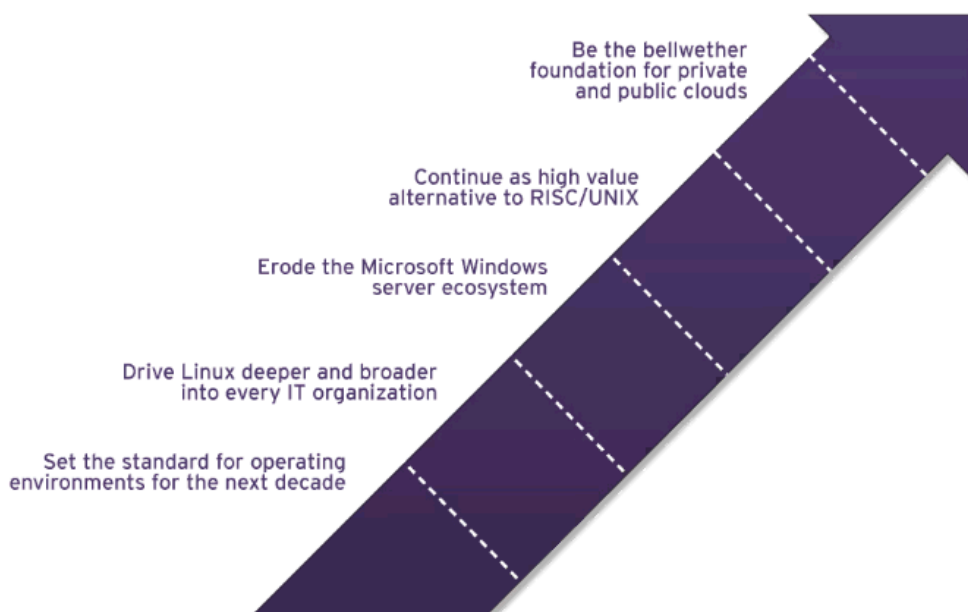 Be the bellwether
foundation for private
and public clouds
Continue as high value
alternative to RISC/UNIX
Erode the Microsoft Windows
server ecosystem
Drive Linux deeper and broader
into every IT organization
Set the standard for operating
environments for the next decade